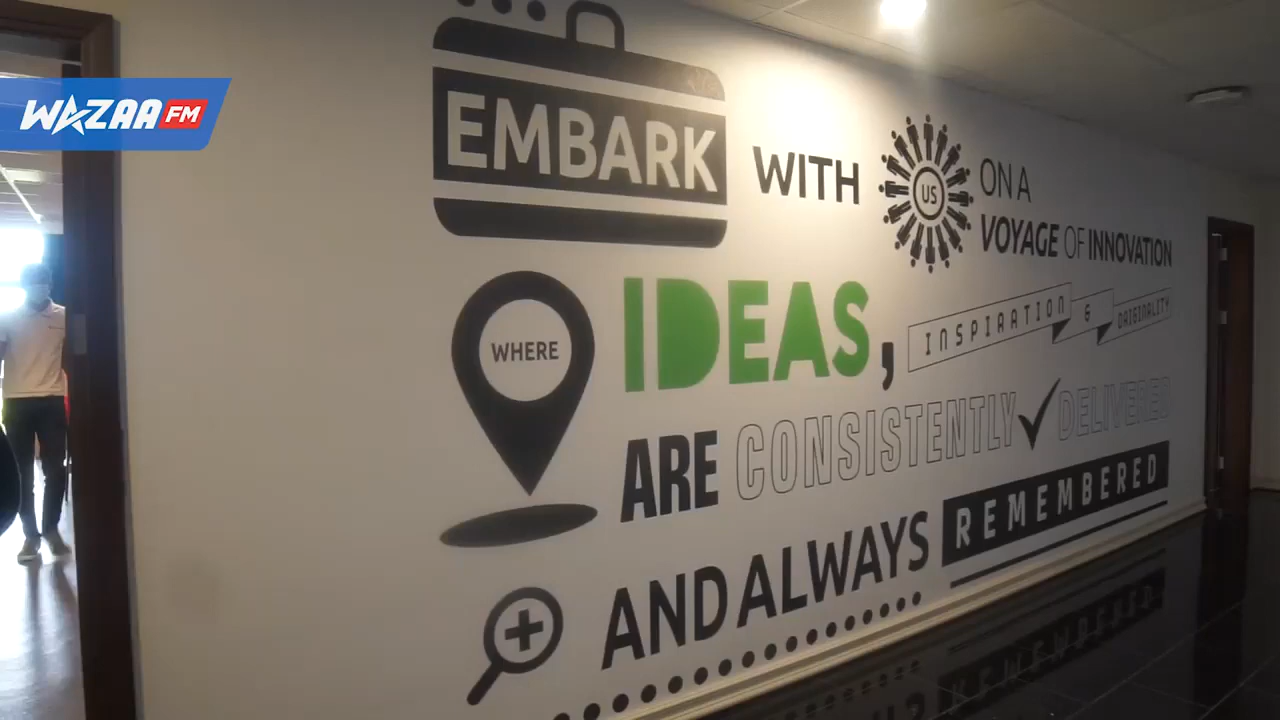 WAZAA FM
EMBARK WITH US ON A
VOYAGE OF INNOVATION
WHERE IDEAS, INSPIRATION & ORIGINALITY
ARE CONSISTENTLY DELIVERED
AND ALWAYS REMEMBERED